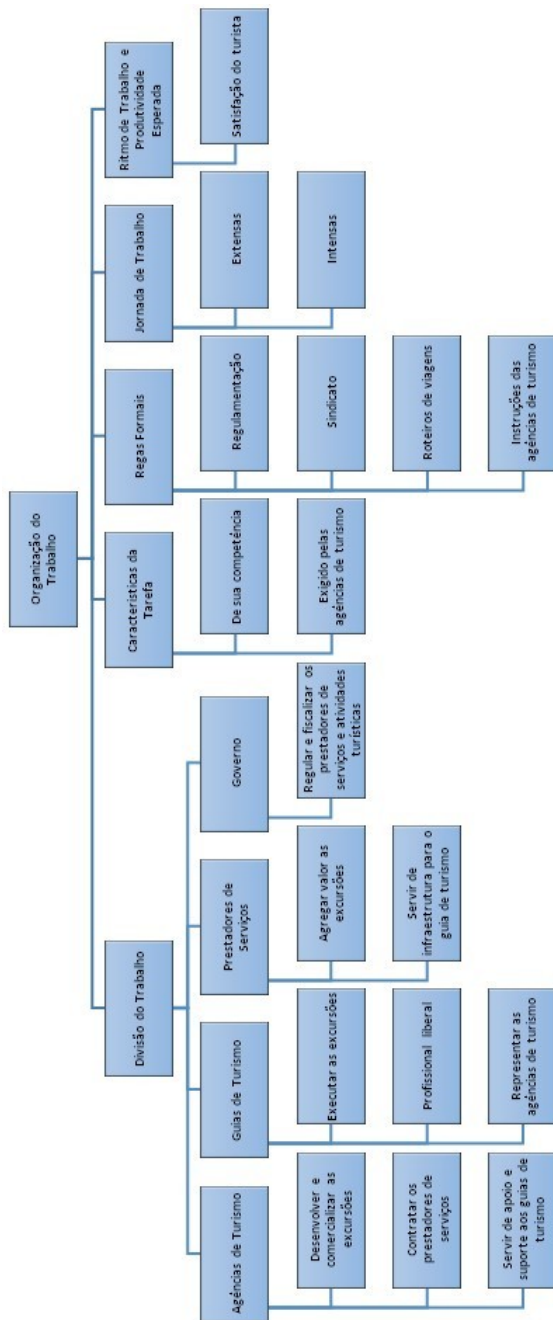 Organização do
Trabalho
Divisão do Trabalho
Características da
Tarefa
Regas Formais
Jornada de Trabalho
Ritmo de Trabalho e
Produtividade
Esperada
Agências de Turismo
Guias de Turismo
Prestadores de
Serviços
Governo
De sua competência
Regulamentação
Extensas
Satisfação do turista
Desenvolver e
comercializar as
excursões
Executar as excursões
Agregar valor as
excursões
Regular e fiscalizar os
prestadores de
serviços e atividades
turísticas
Exigido pelas
agências de turismo
Sindicato
Intensas
Contratar os
prestadores de
serviços
Profissional liberal
Servir de
infraestrutura para o
guia de turismo
Roteiros de viagens
Servir de apoio e
suporte aos guias de
turismo
Representar as
agências de turismo
Instruções das
agências de turismo